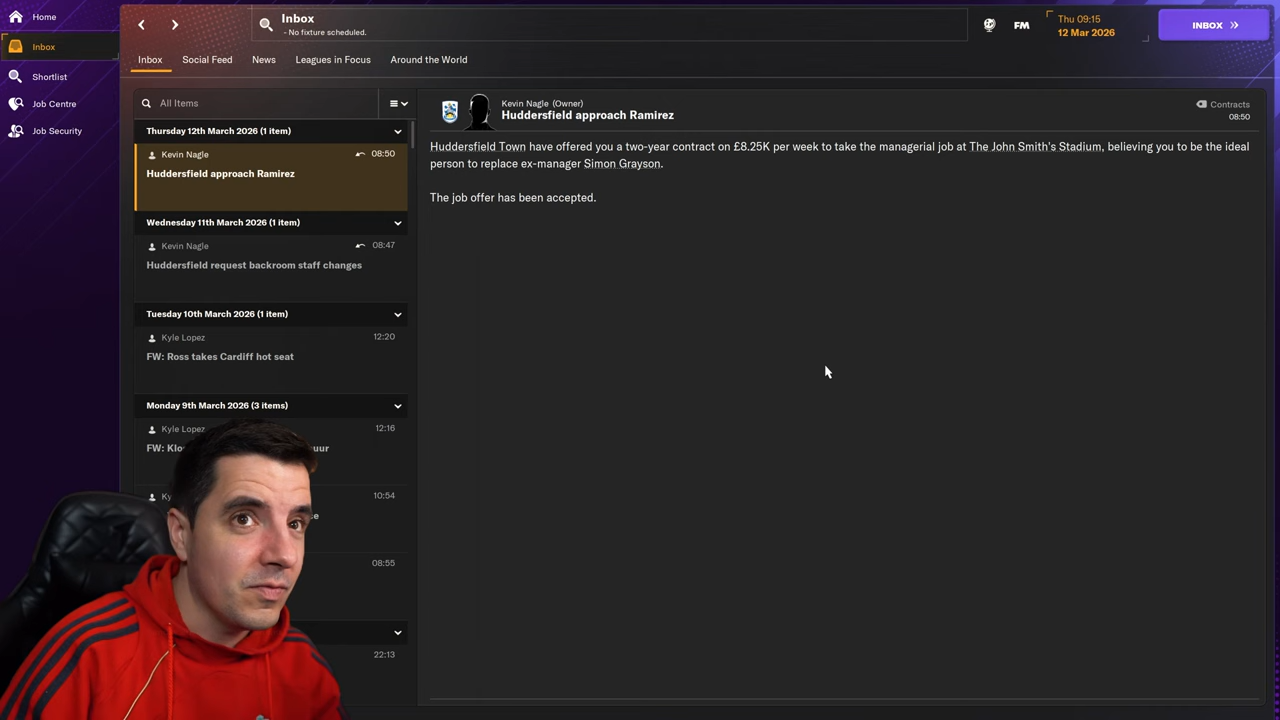 Home
Inbox
Shortlist
Job Centre
Job Security
Inbox
- No fixture scheduled.
FM
Thu 09:15
12 Mar 2026
INBOX
Inbox
Social Feed
News
Leagues in Focus
Around the World
All Items
Thursday 12th March 2026 (1 item)
Kevin Nagle
08:50
Huddersfield approach Ramirez
Wednesday 11th March 2026 (1 item)
Kevin Nagle
08:47
Huddersfield request backroom staff changes
Tuesday 10th March 2026 (1 item)
Kyle Lopez
12:20
FW: Ross takes Cardiff hot seat
Monday 9th March 2026 (3 items)
Kyle Lopez
12:16
FW:
10:54
08:55
22:13
Kevin Nagle (Owner)
Huddersfield approach Ramirez
Contracts
08:50
Huddersfield Town have offered you a two-year contract on £8.25K per week to take the managerial job at The John Smith's Stadium, believing you to be the ideal
person to replace ex-manager Simon Grayson.
The job offer has been accepted.